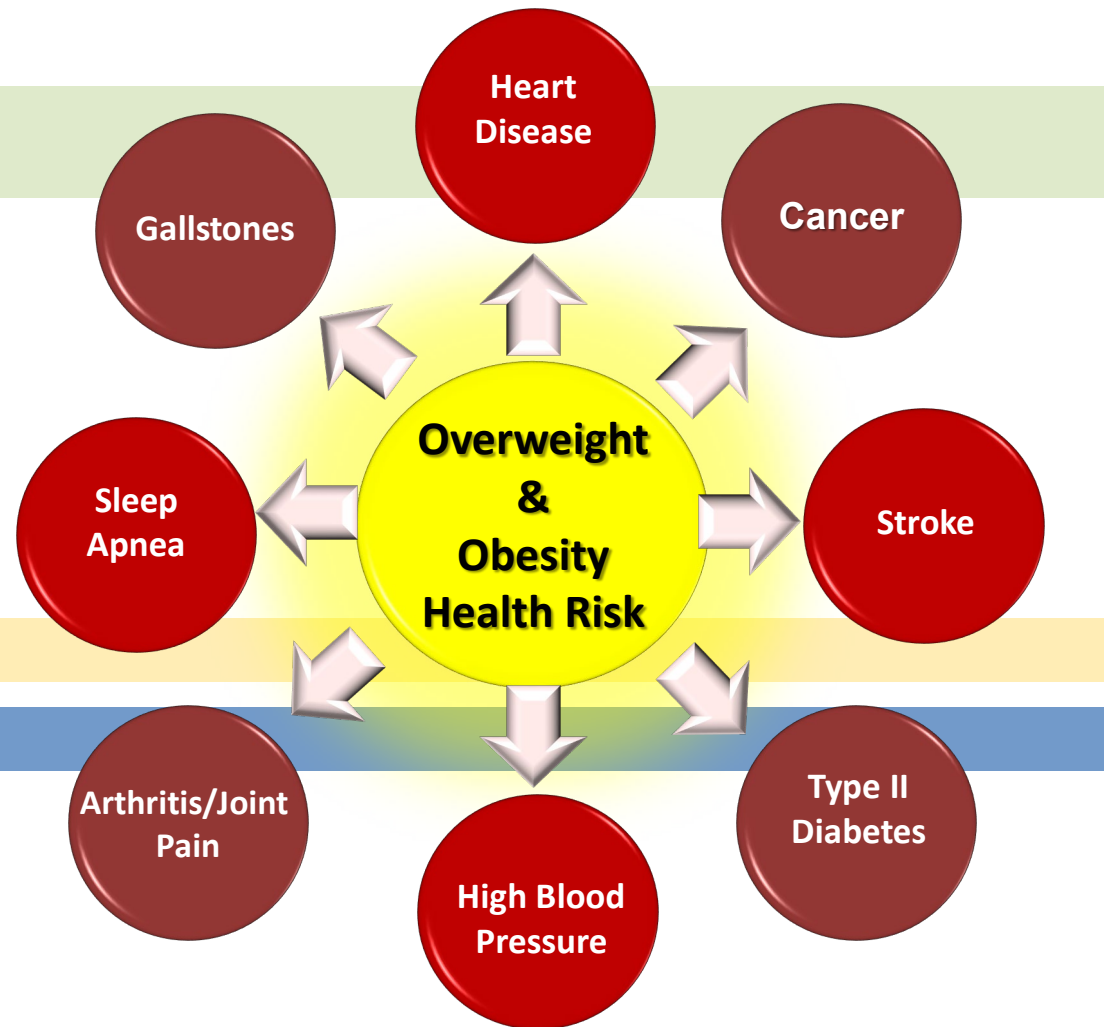 Heart
Disease
Gallstones
Cancer
Overweight
&
Obesity
Health Risk
Sleep
Apnea
Stroke
Arthritis/Joint
Pain
Type II
Diabetes
High Blood
Pressure